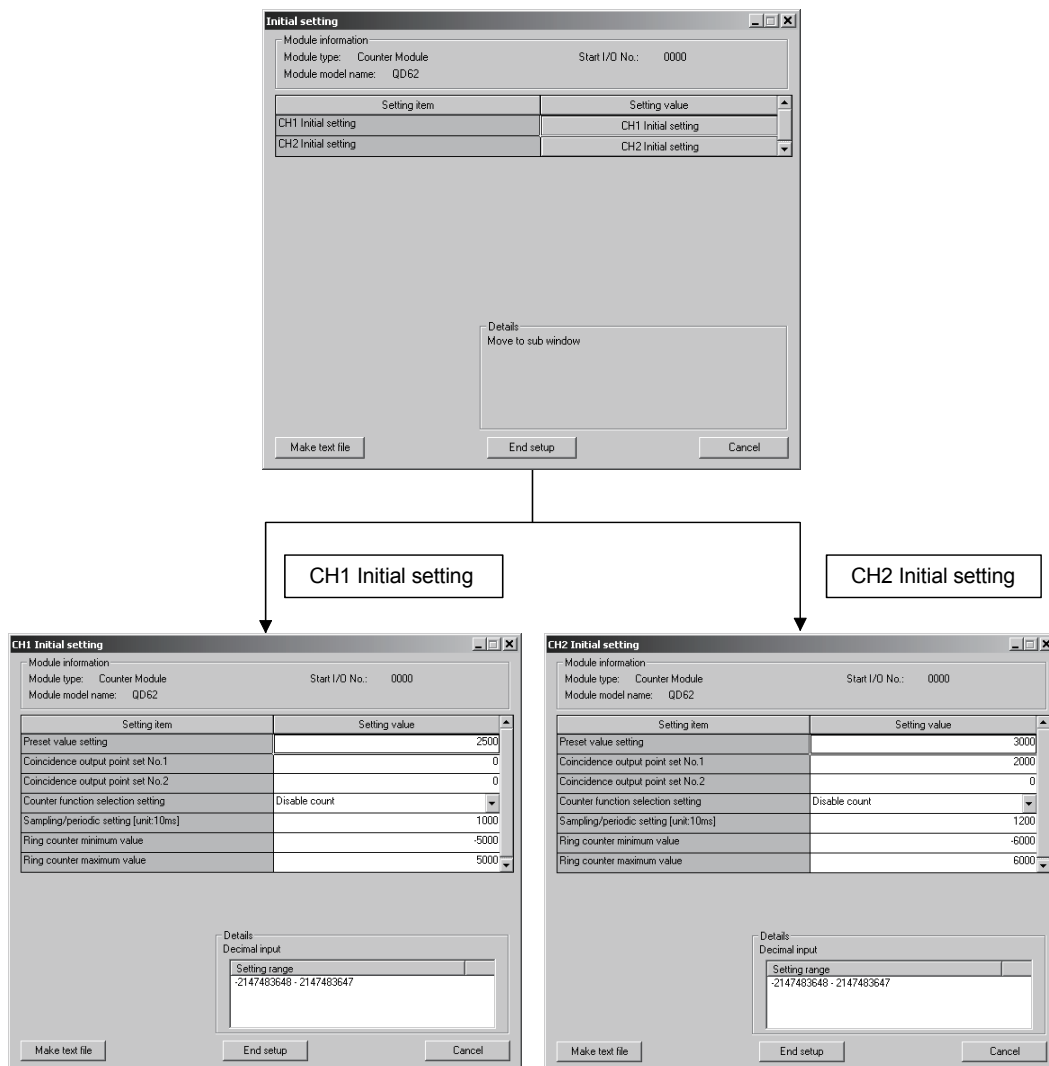 Initial setting
Module information
Module type: Counter Module Start I/O No.: 0000
Module model name: QD62
Setting item Setting value
CH1 Initial setting CH1 Initial setting
CH2 Initial setting CH2 Initial setting
Details
Move to sub window
Make text file End setup Cancel
CH1 Initial setting
CH2 Initial setting
CH1 Initial setting
Module information
Module type: Counter Module Start I/O No.: 0000
Module model name: QD62
Setting item Setting value
Preset value setting 2500
Coincidence output point set No.1 0
Coincidence output point set No.2 0
Counter function selection setting Disable count
Sampling/periodic setting [unit:10ms] 1000
Ring counter minimum value -5000
Ring counter maximum value 5000
Details
Decimal input
Setting range
-2147483648 - 2147483647
Make text file End setup Cancel
CH2 Initial setting
Module information
Module type: Counter Module Start I/O No.: 0000
Module model name: QD62
Setting item Setting value
Preset value setting 3000
Coincidence output point set No.1 2000
Coincidence output point set No.2 0
Counter function selection setting Disable count
Sampling/periodic setting [unit:10ms] 1200
Ring counter minimum value -6000
Ring counter maximum value 6000
Details
Decimal input
Setting range
-2147483648 - 2147483647
Make text file End setup Cancel